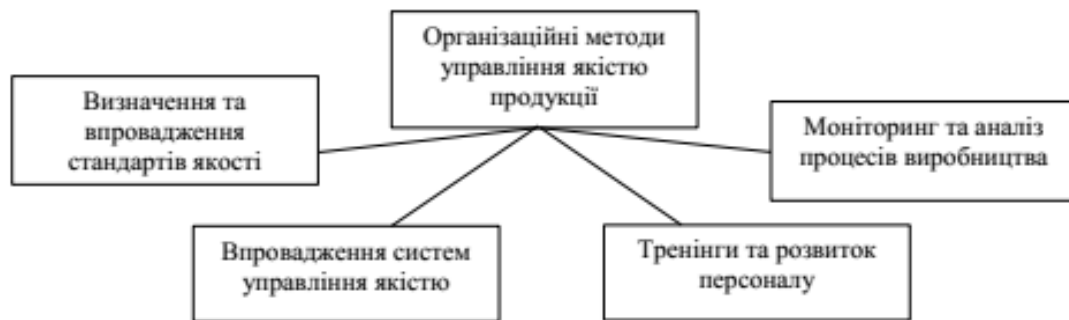 Організаційні методи
управління якістю
продукції
Визначення та
впровадження
стандартів якості
Моніторинг та аналіз
процесів виробництва
Впровадження систем
управління якістю
Тренінги та розвиток
персоналу